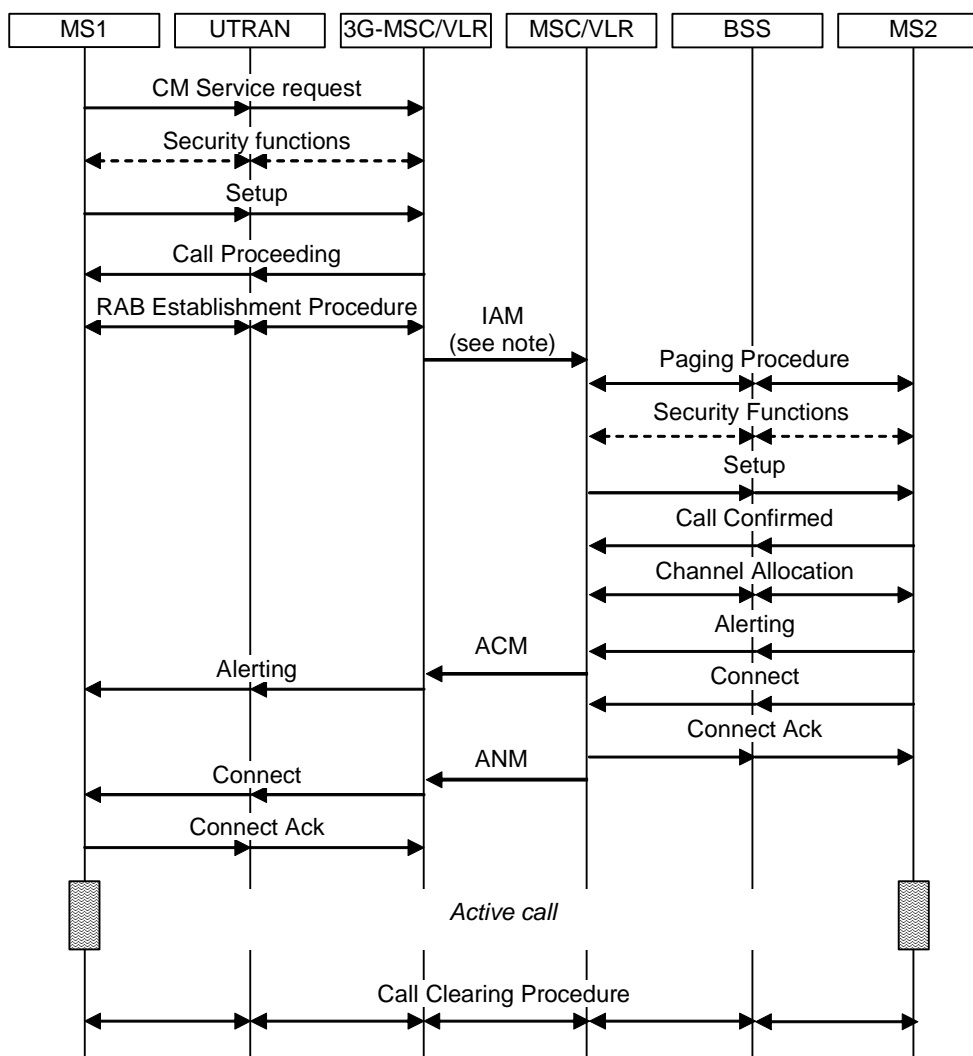 MS1 UTRAN 3G-MSC/VLR MSC/VLR BSS MS2
CM Service request
Security functions
Setup
Call Proceeding
RAB Establishment Procedure
IAM
(see note)
Paging Procedure
Security Functions
Setup
Call Confirmed
Channel Allocation
Alerting
ACM
Alerting
Connect
Connect Ack
ANM
Connect
Connect Ack
Active call
Call Clearing Procedure